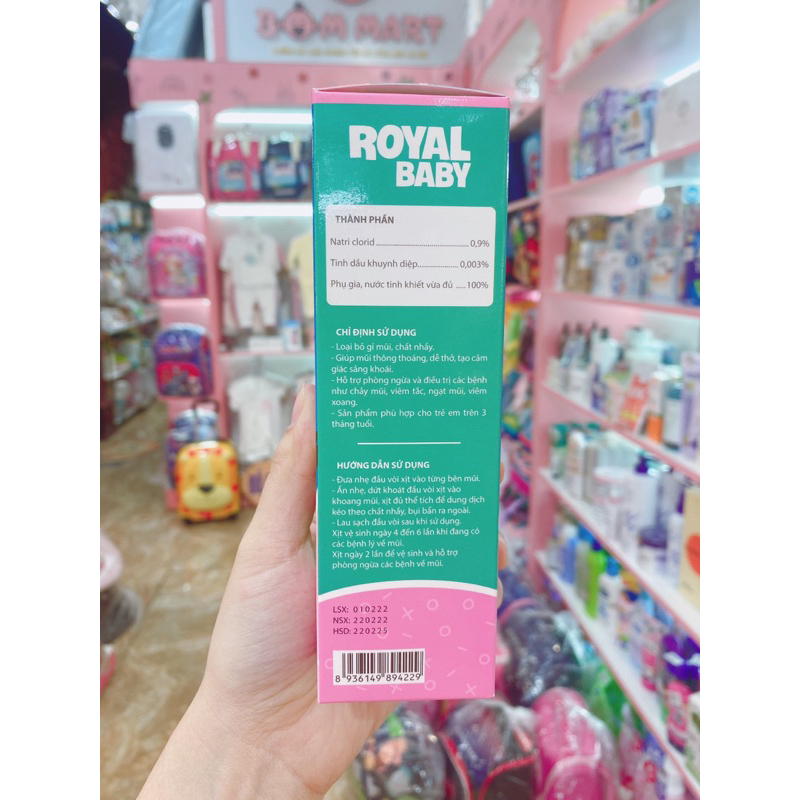 BOM MART
ROYAL
BABY
THÀNH PHẦN
Natri clorid ........................................ 0,9%
Tinh dầu khuynh diệp.................. 0,003%
Phụ gia, nước tinh khiết vừa đủ .....100%
CHỈ ĐỊNH SỬ DỤNG
- Loại bỏ gỉ mũi, chất nhầy.
- Giúp mũi thông thoáng, dễ thở, tạo cảm
giác sảng khoái.
- Hỗ trợ phòng ngừa và điều trị các bệnh
như chảy mũi, viêm tắc, ngạt mũi, viêm
xoang.
- Sản phẩm phù hợp cho trẻ em trên 3
tháng tuổi.
HƯỚNG DẪN SỬ DỤNG
- Đưa nhẹ đầu vòi xịt vào từng bên mũi.
- Ấn nhẹ, dứt khoát đầu vòi xịt vào
khoang mũi, xịt đủ thể tích để dung dịch
kéo theo chất nhầy, bụi bẩn ra ngoài.
- Lau sạch đầu vòi sau khi sử dụng.
Xịt vệ sinh ngày 4 đến 6 lần khi đang có
các bệnh lý về mũi.
Xịt ngày 2 lần để vệ sinh và hỗ trợ
phòng ngừa các bệnh về mũi.
LSX: 010222
NSX: 220222
HSD: 220225
8 936149 894229